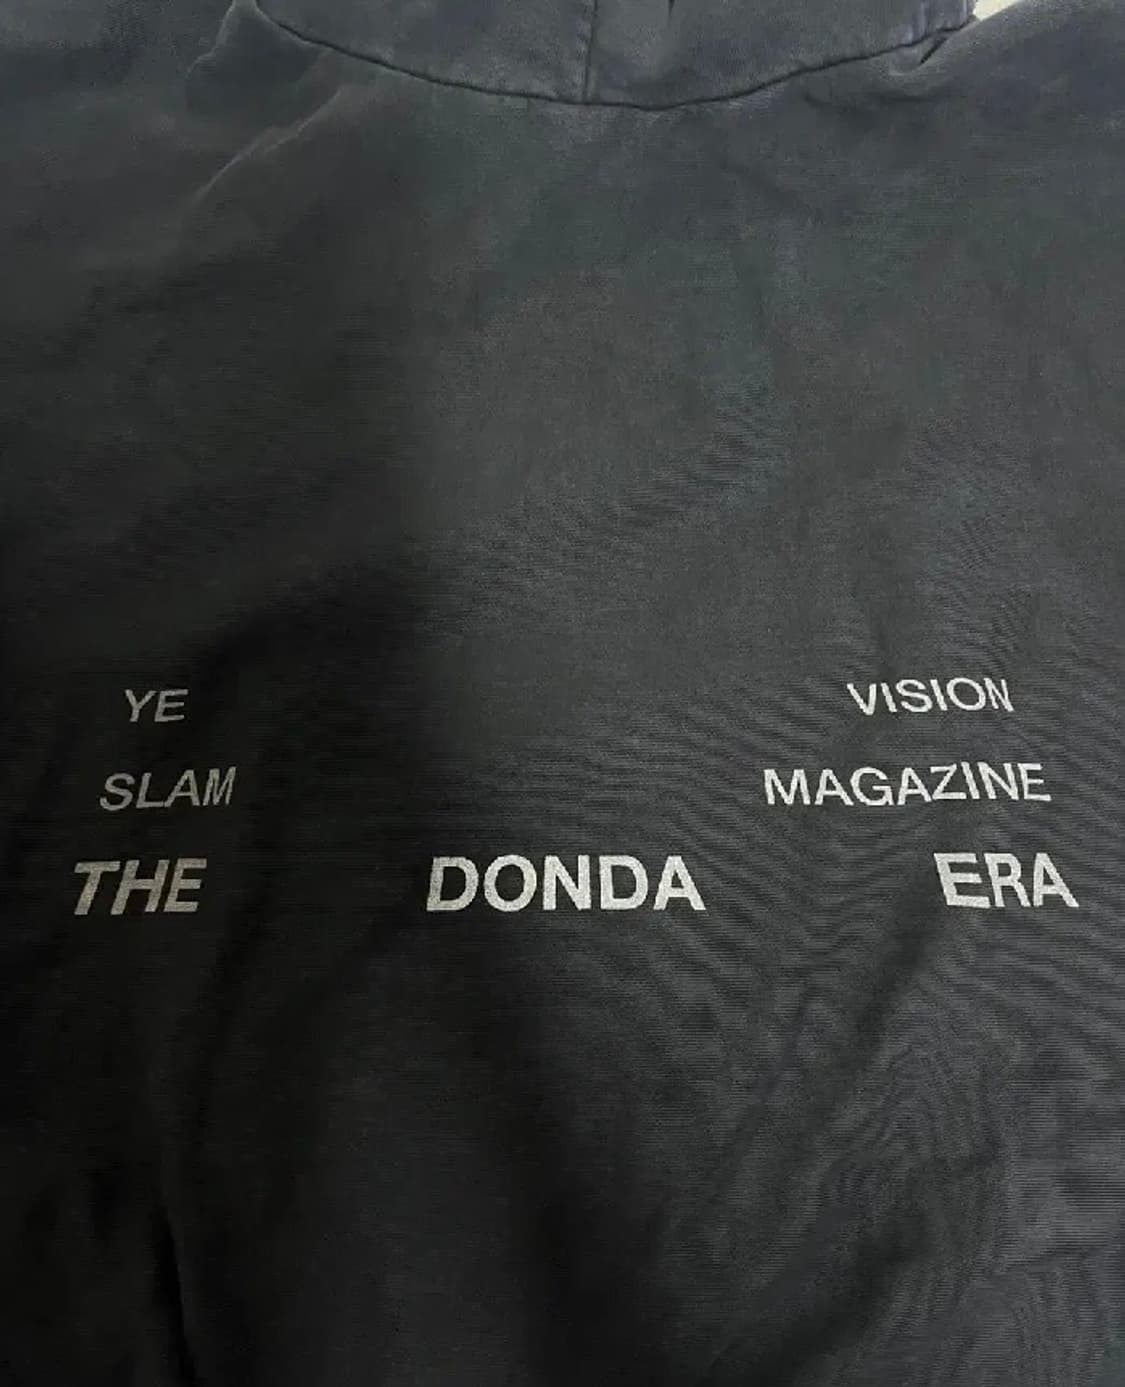 YE VISION
SLAM MAGAZINE
THE DONDA ERA